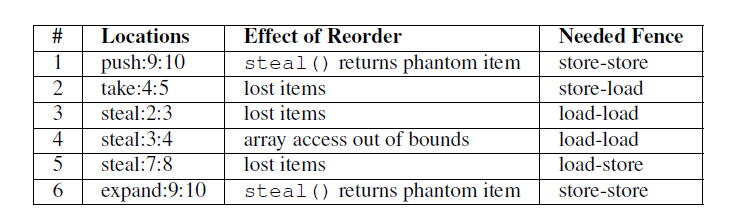 # Locations Effect of Reorder Needed Fence
1 push:9:10 steal() returns phantom item store-store
2 take:4:5 lost items store-load
3 steal:2:3 lost items load-load
4 steal:3:4 array access out of bounds load-load
5 steal:7:8 lost items load-store
6 expand:9:10 steal() returns phantom item store-store